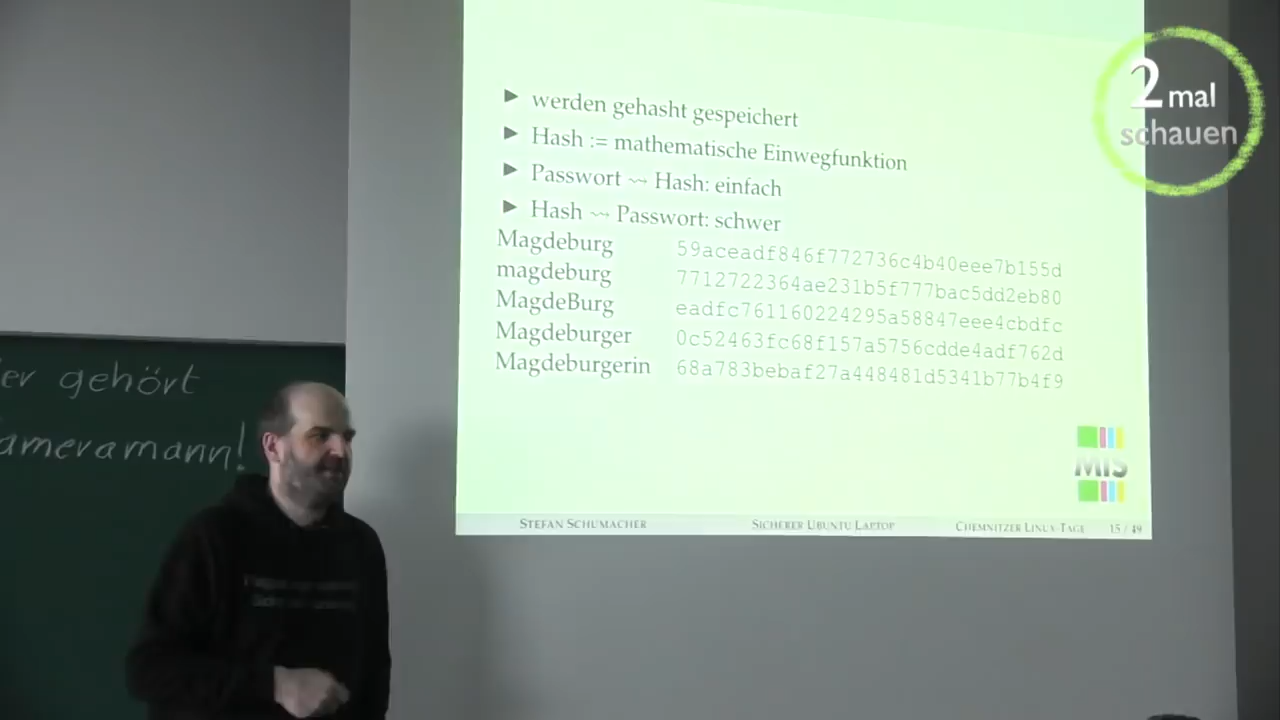 2 mal
schauen
▶ werden gehasht gespeichert
▶ Hash := mathematische Einwegfunktion
▶ Passwort ⇝ Hash: einfach
▶ Hash ⇝ Passwort: schwer
Magdeburg 59aceadf846f772736c4b40eee7b155d
magdeburg 7712722364ae231b5f777bac5dd2eb80
MagdeBurg eadfc761160224295a58847eee4cbdfc
Magdeburger 0c52463fc68f157a5756cdde4adf762d
Magdeburgerin 68a783bebaf27a448481d5341b77b4f9
er gehört
ameramann!
MIS
STEFAN SCHUMACHER SICHERER UBUNTU LAPTOP CHEMNITZER LINUX-TAGE 15 / 49